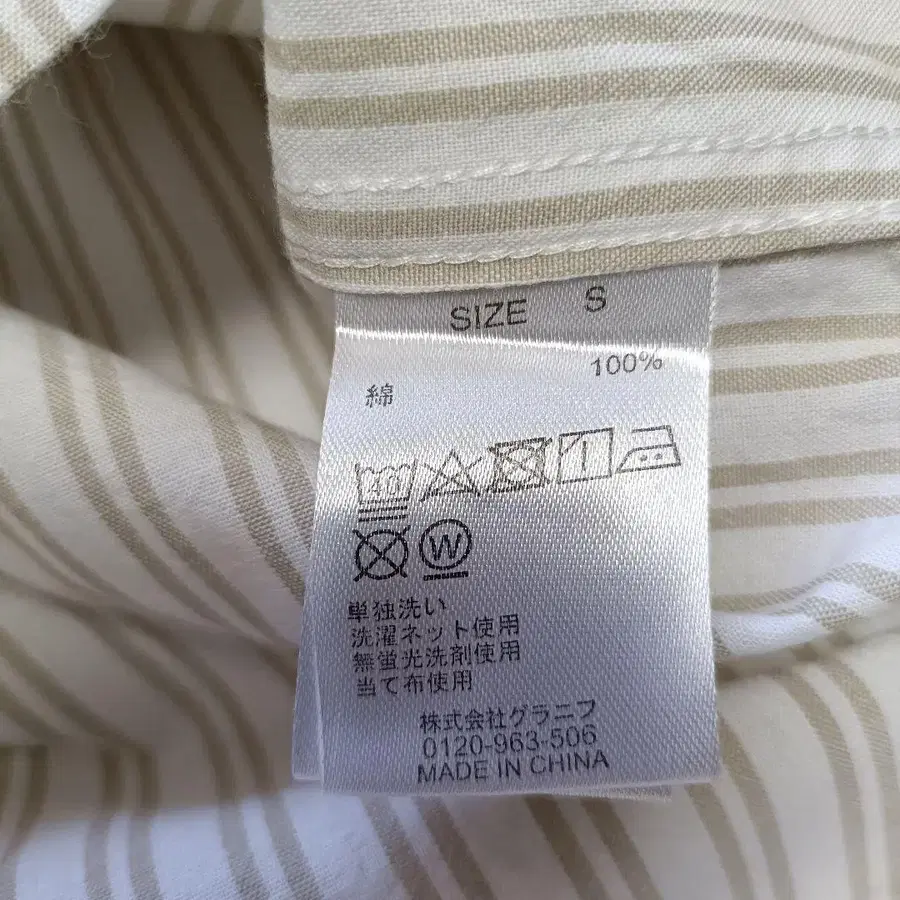 SIZE S
100%
綿
40
W
単独洗い
洗濯ネット使用
無蛍光洗剤使用
当て布使用
株式会社グラニフ
0120-963-506
MADE IN CHINA